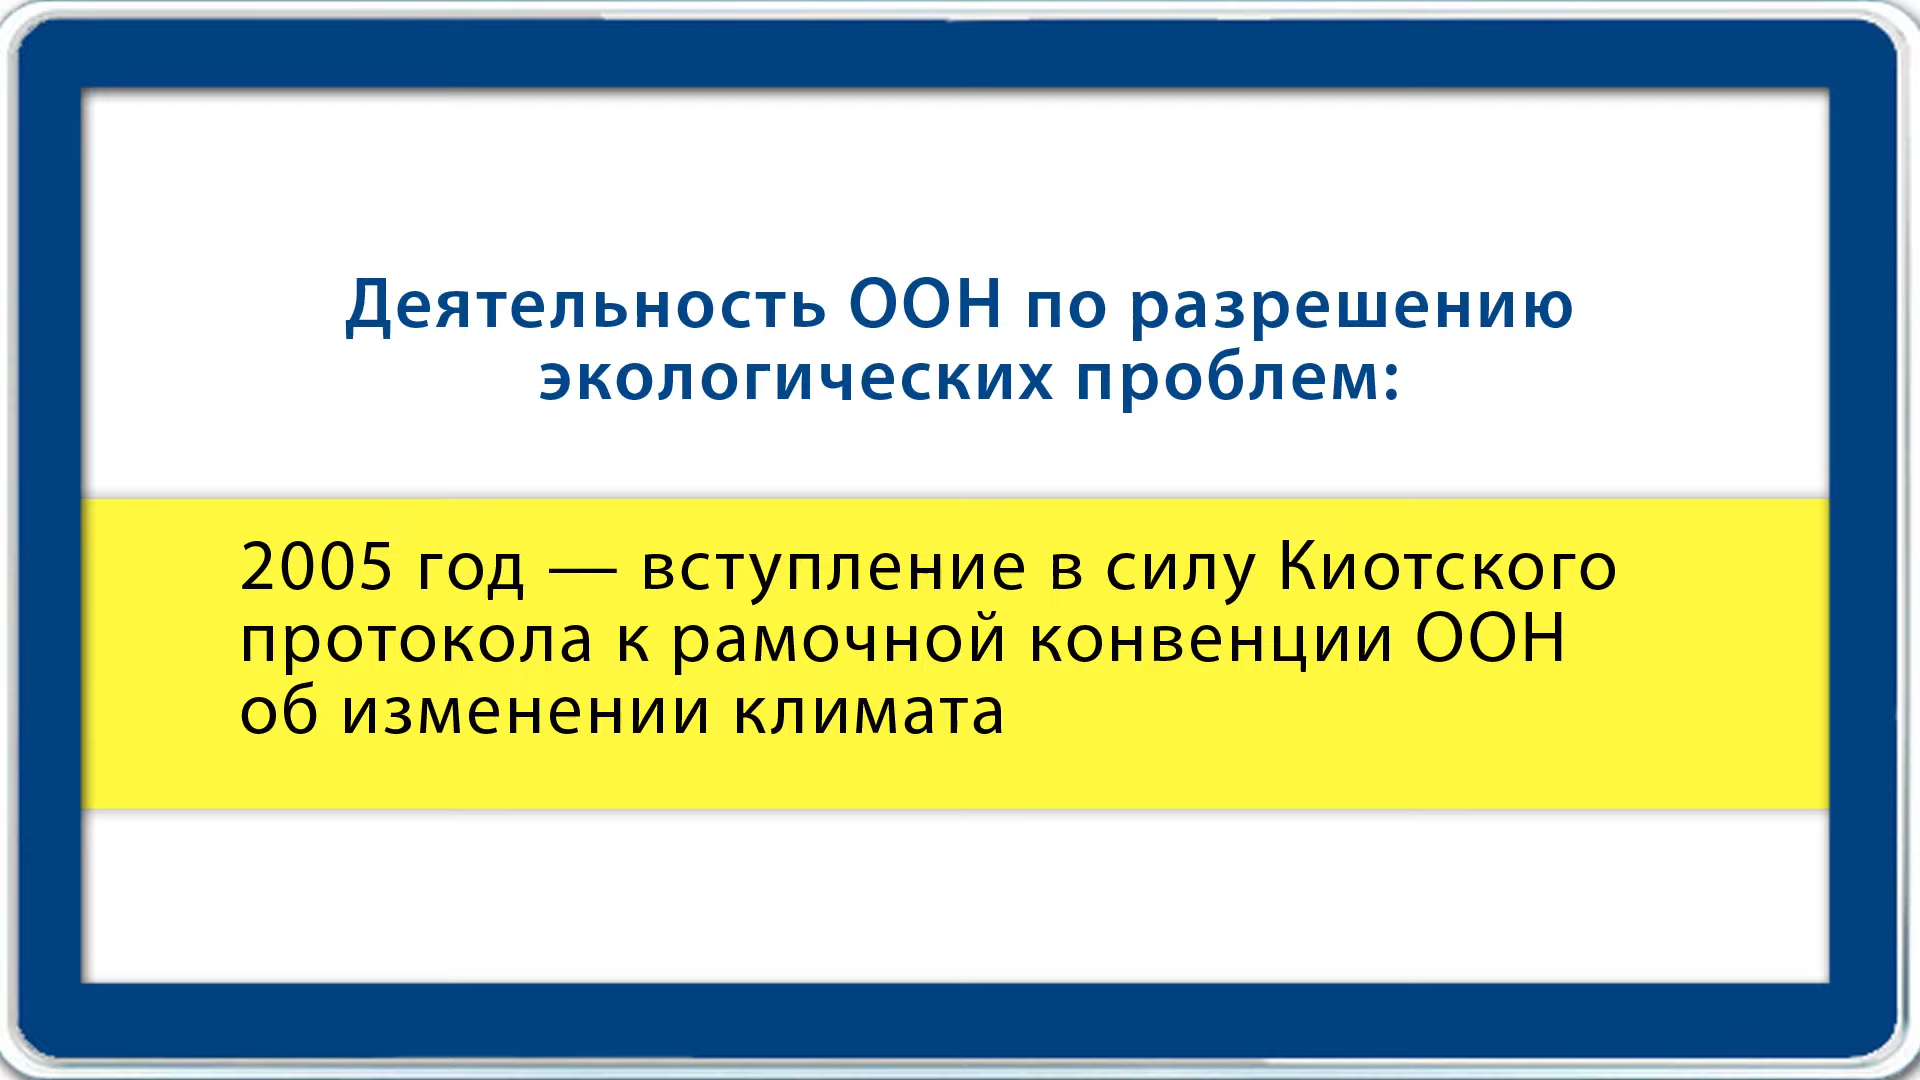 Деятельность ООН по разрешению
экологических проблем:
2005 год — вступление в силу Киотского
протокола к рамочной конвенции ООН
об изменении климата